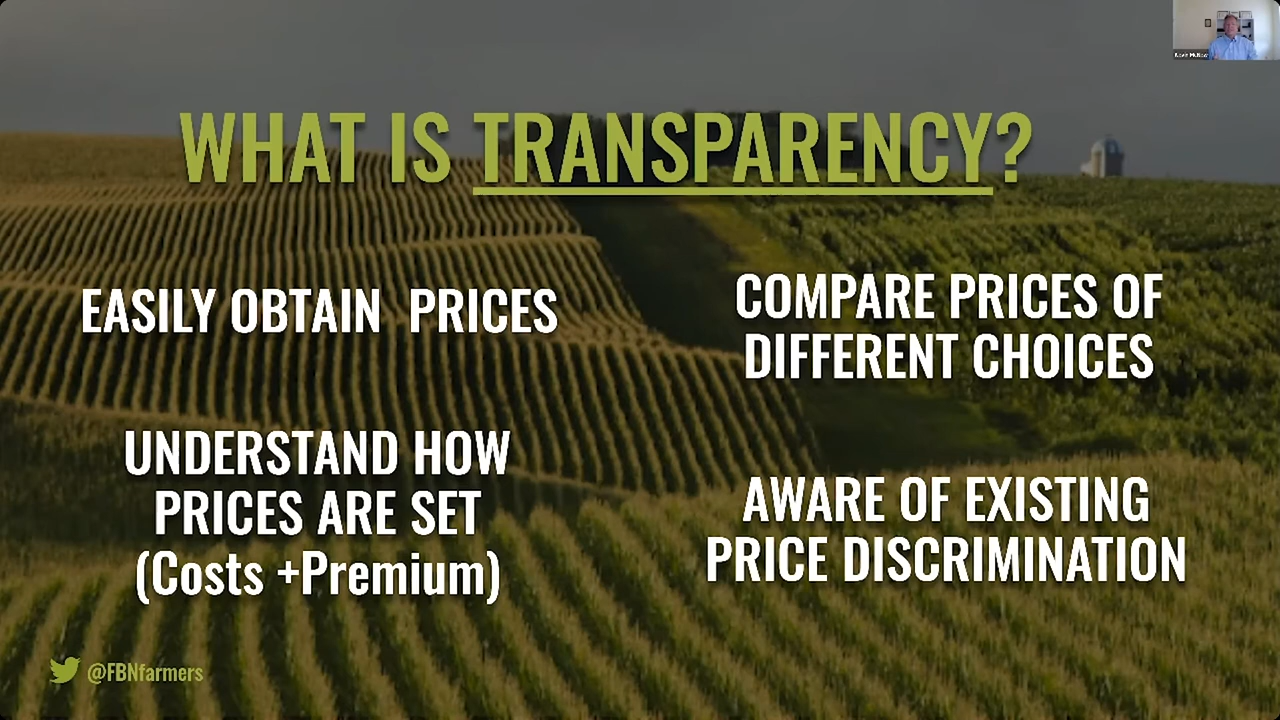 WHAT IS TRANSPARENCY?
EASILY OBTAIN PRICES
COMPARE PRICES OF
DIFFERENT CHOICES
UNDERSTAND HOW
PRICES ARE SET
(Costs +Premium)
AWARE OF EXISTING
PRICE DISCRIMINATION
@FBNfarmers
Kevin